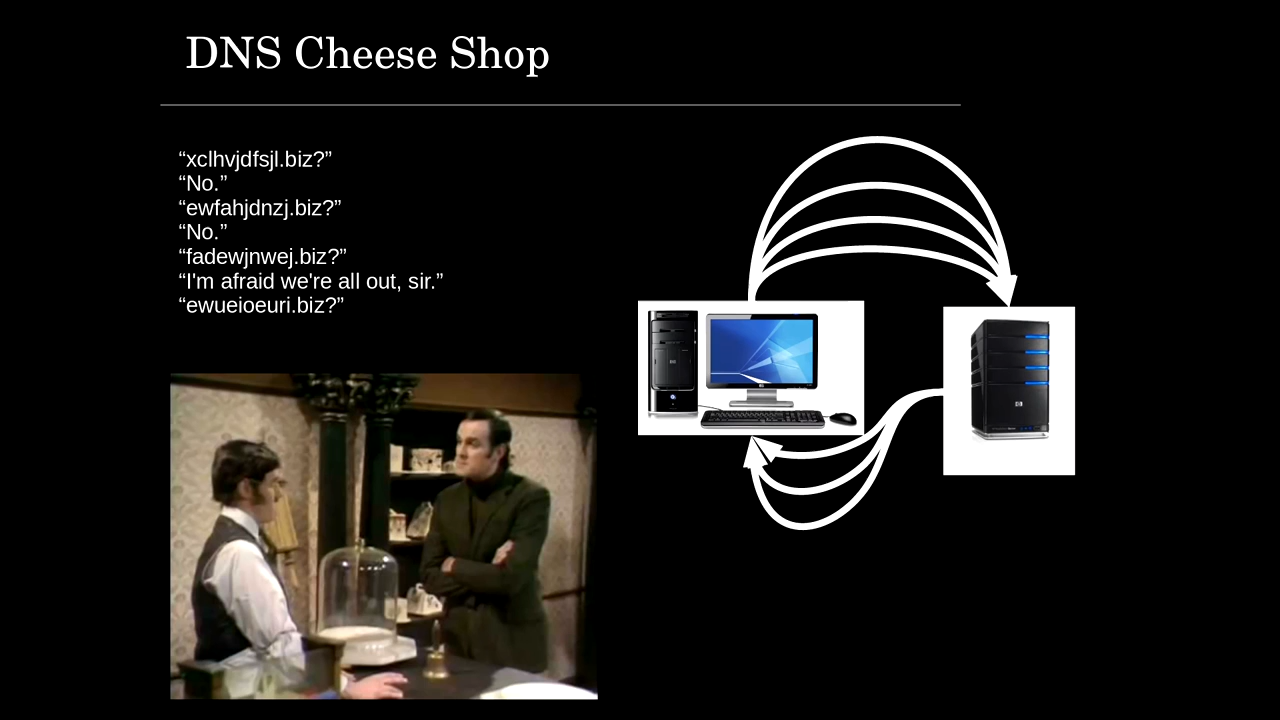 DNS Cheese Shop
“xclhvjdfsjl.biz?”
“No.”
“ewfahjdnzj.biz?”
“No.”
“fadewjnwej.biz?”
“I'm afraid we're all out, sir.”
“ewueioeuri.biz?”